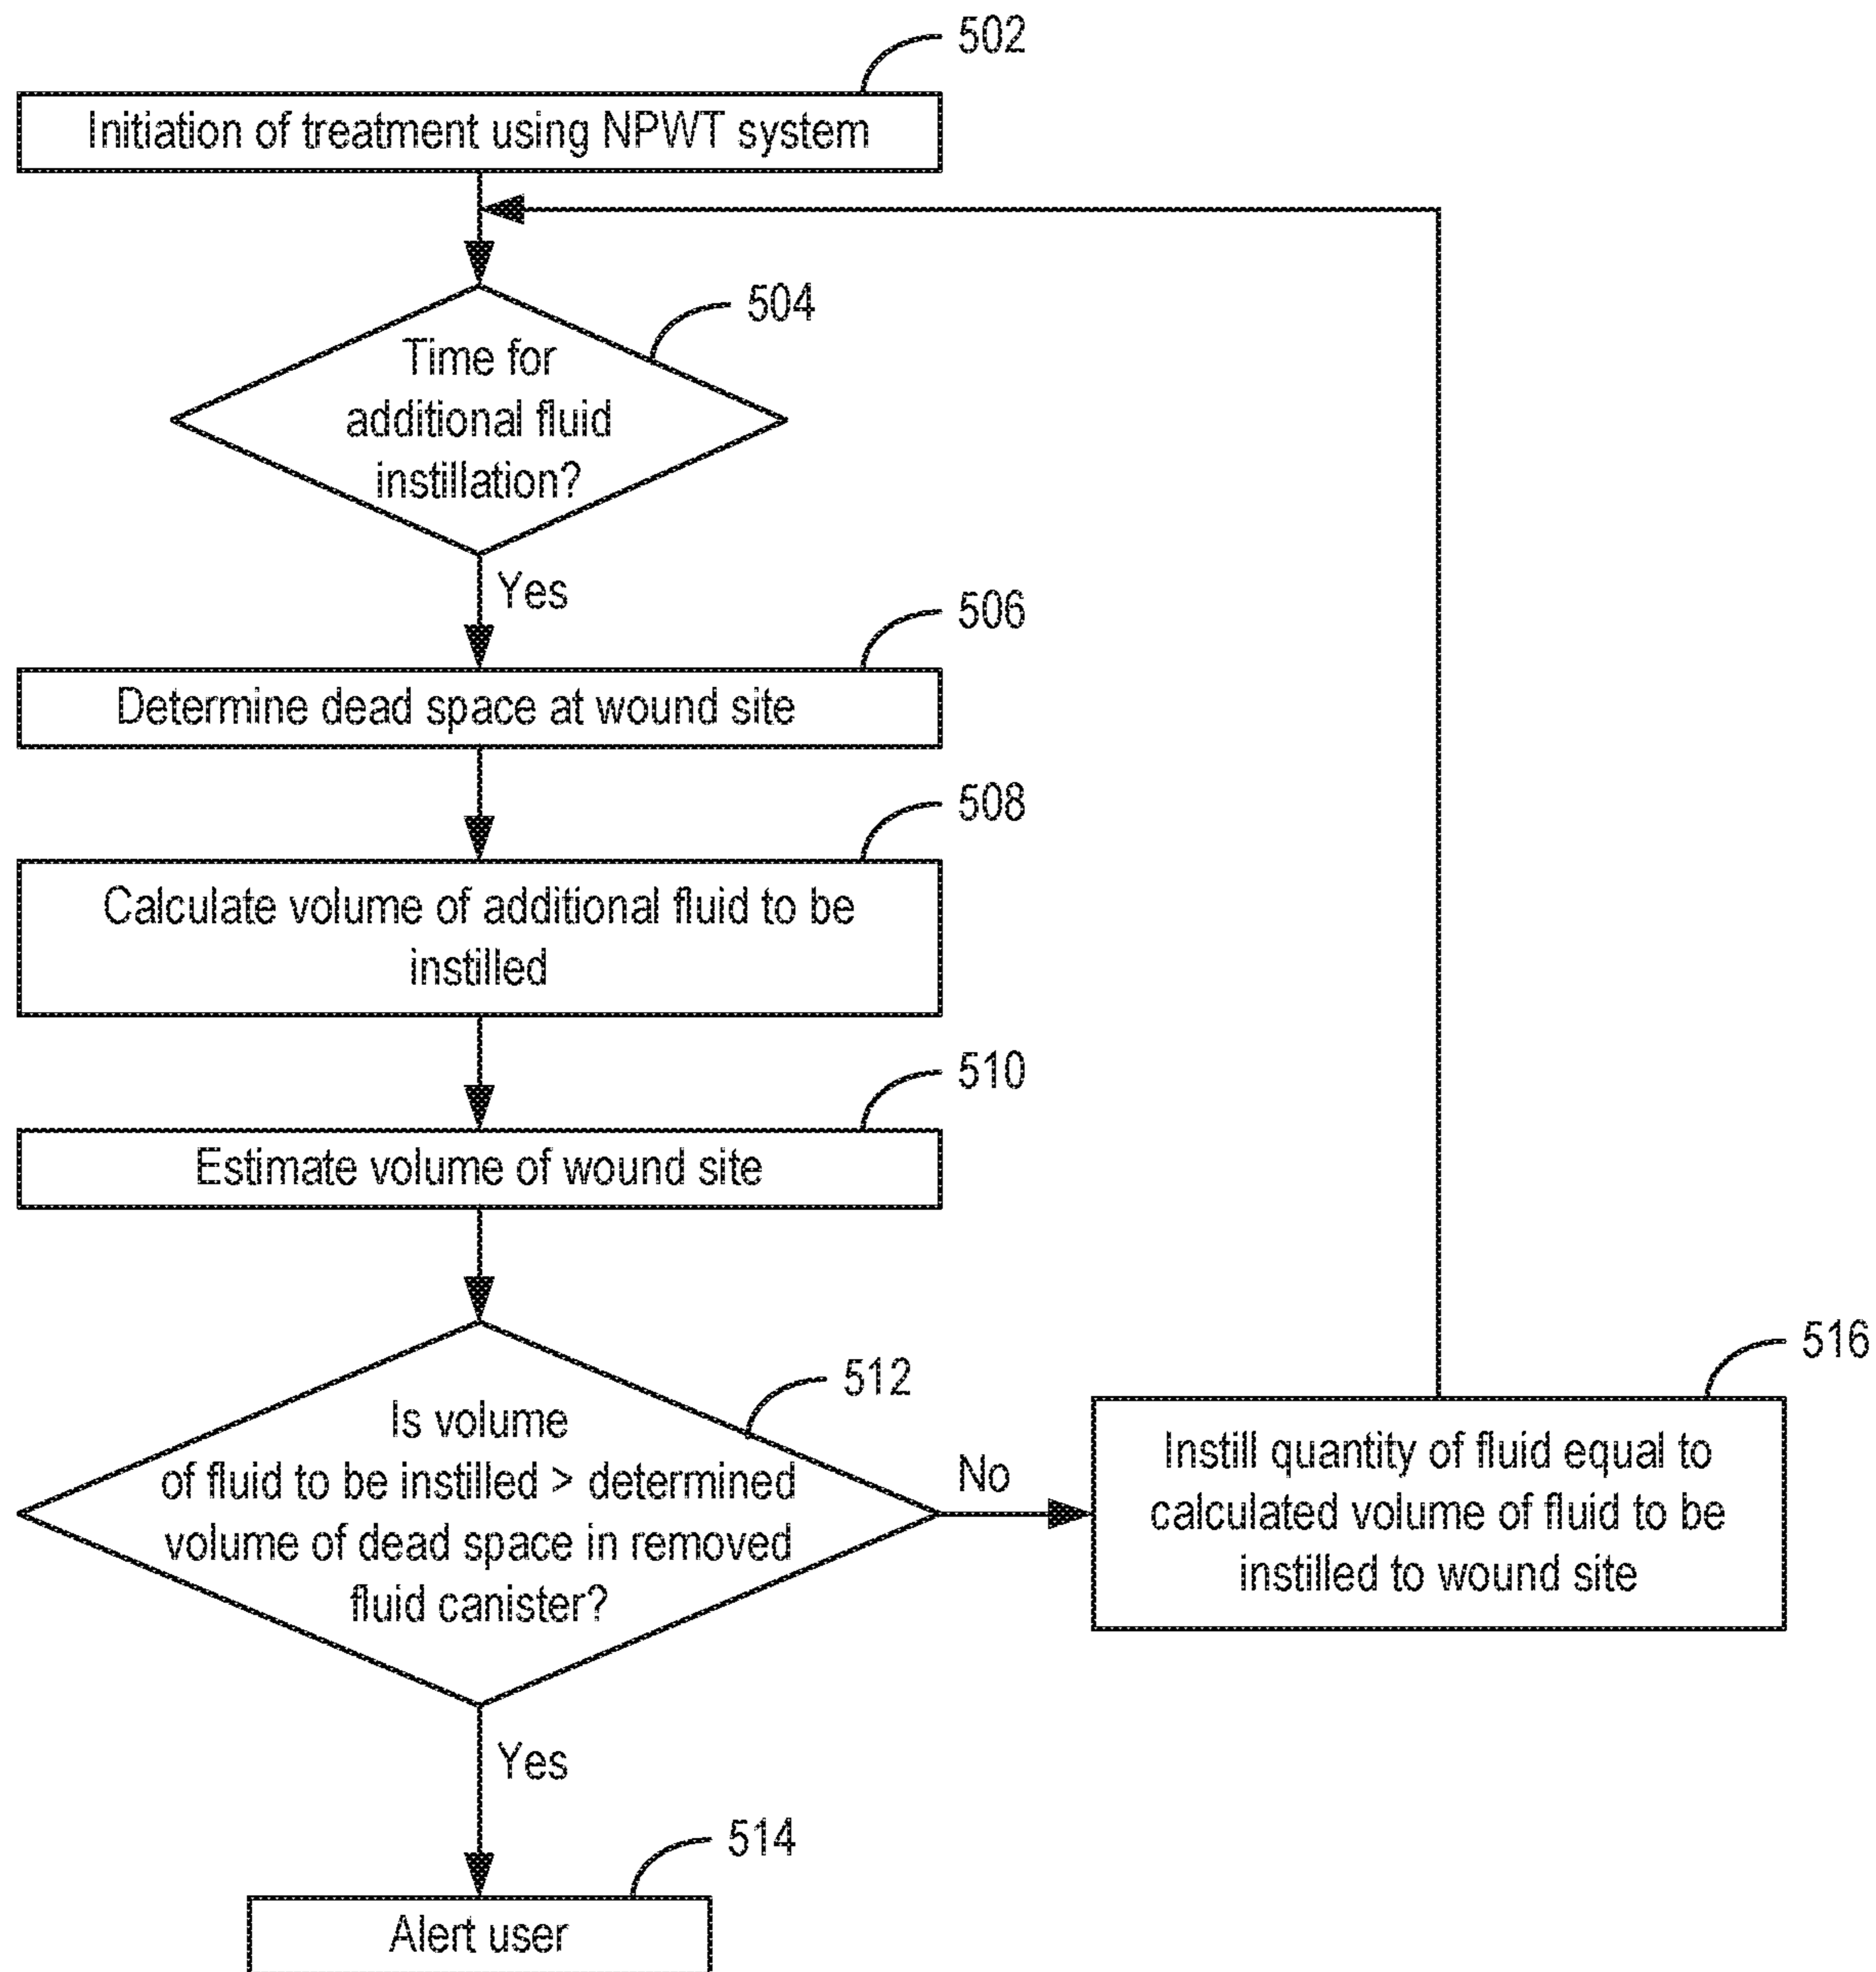 502
Initiation of treatment using NPWT system
504
Time for
additional fluid
instillation?
Yes
506
Determine dead space at wound site
508
Calculate volume of additional fluid to be
instilled
510
Estimate volume of wound site
512
Is volume
of fluid to be instilled > determined
volume of dead space in removed
fluid canister?
No
516
Instill quantity of fluid equal to
calculated volume of fluid to be
instilled to wound site
Yes
514
Alert user